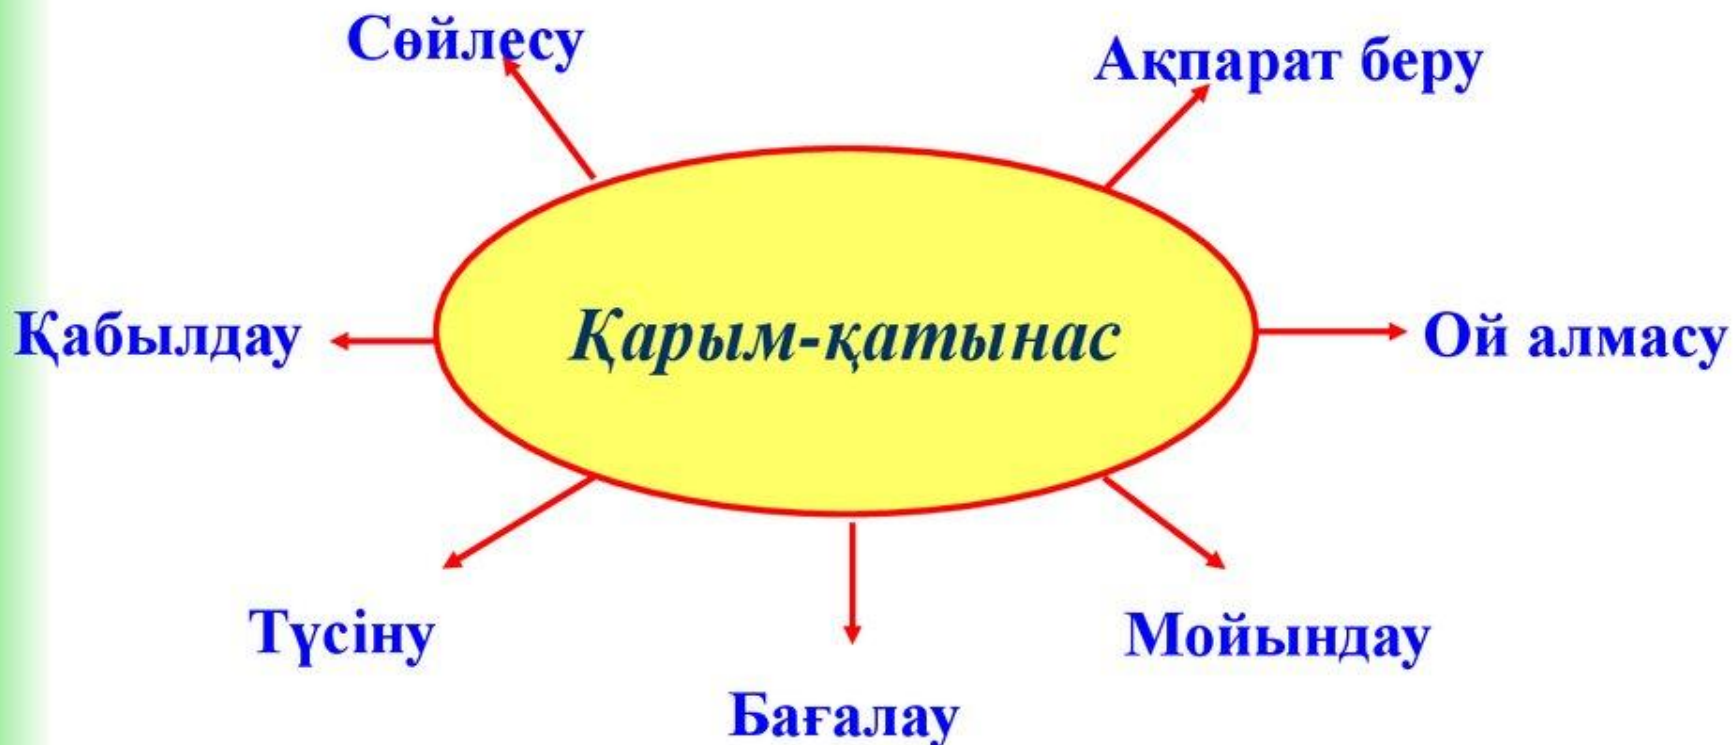 Сөйлесу
Ақпарат беру
Қабылдау
Қарым-қатынас
Ой алмасу
Түсіну
Мойындау
Бағалау